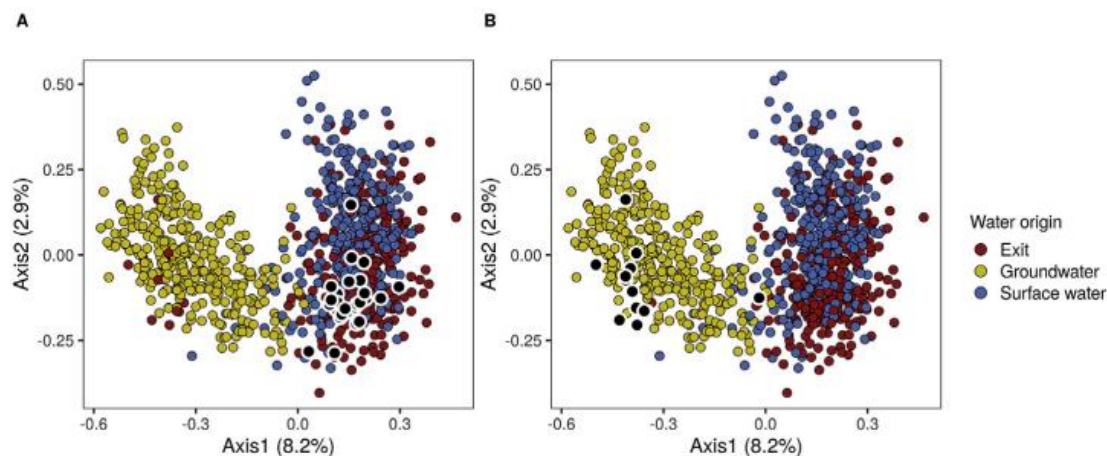 A
B
0.50
0.25
0.00
-0.25
Axis2 (2.9%)
-0.6
-0.3
0.0
0.3
Axis1 (8.2%)
0.50
0.25
0.00
-0.25
Axis2 (2.9%)
-0.6
-0.3
0.0
0.3
Axis1 (8.2%)
Water origin
Exit
Groundwater
Surface water